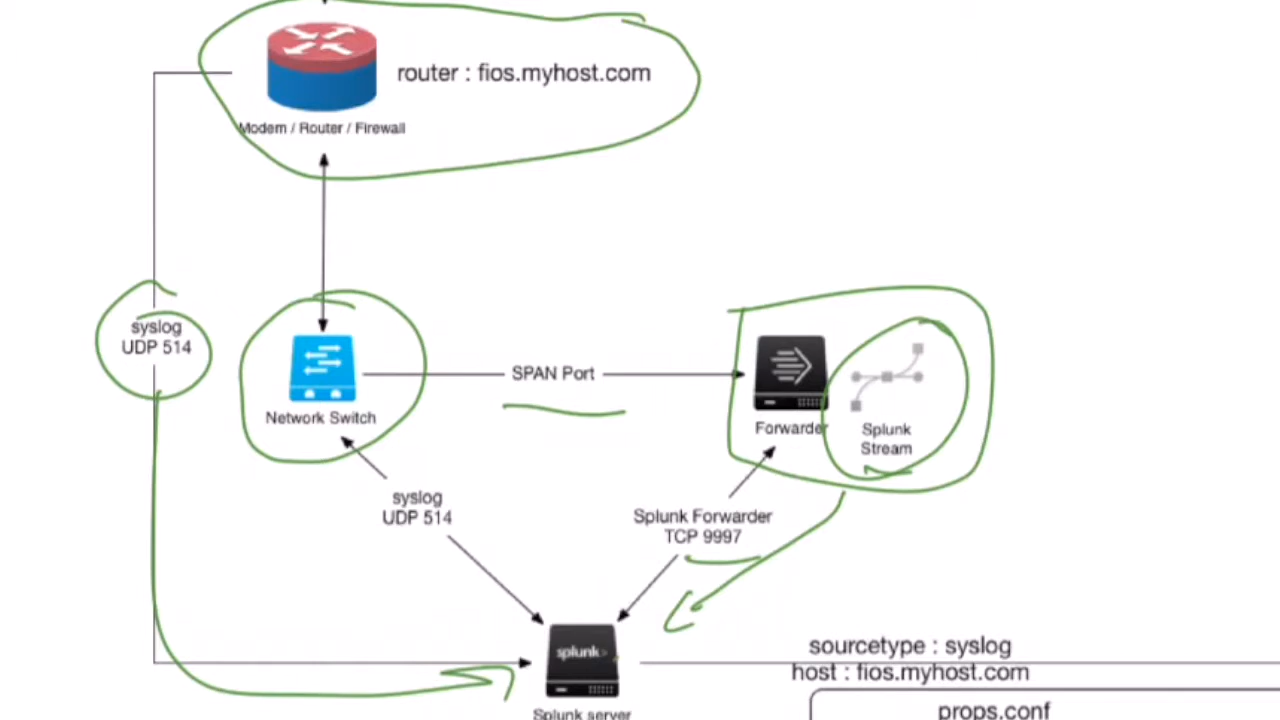 router : fios.myhost.com
Modem / Router / Firewall
syslog
UDP 514
SPAN Port
Network Switch
Forwarder
Splunk
Stream
syslog
UDP 514
Splunk Forwarder
TCP 9997
splunk>
Splunk server
sourcetype : syslog
host : fios.myhost.com
props.conf